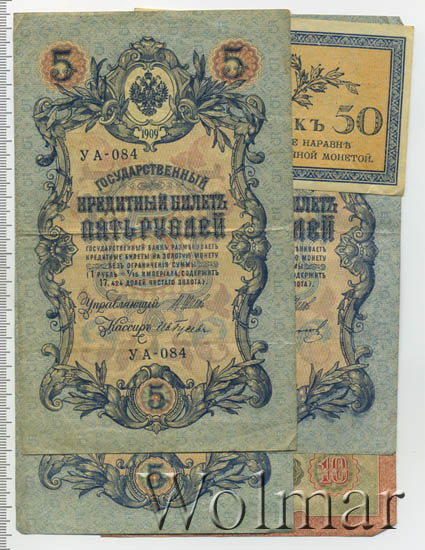 5
5
1909
УА-084
ГОСУДАРСТВЕННЫЙ
КРЕДИТНЫЙ БИЛЕТЪ
ПЯТЬ РУБЛЕЙ
ГОСУДАРСТВЕННЫЙ БАНКЪ РАЗМѢНИВАЕТЪ
КРЕДИТНЫЕ БИЛЕТЫ НА ЗОЛОТУЮ МОНЕТУ
БЕЗЪ ОГРАНИЧЕНІЯ СУММЫ
(1 РУБЛЬ = 1/15 ИМПЕРІАЛА, СОДЕРЖИТЪ
17,424 ДОЛЕЙ ЧИСТАГО ЗОЛОТА).
Управляющій
Кассиръ
УА-084
5
КЪ 50
НАРАВНѢ
МОНЕТОЙ.
5
10
Wolmar